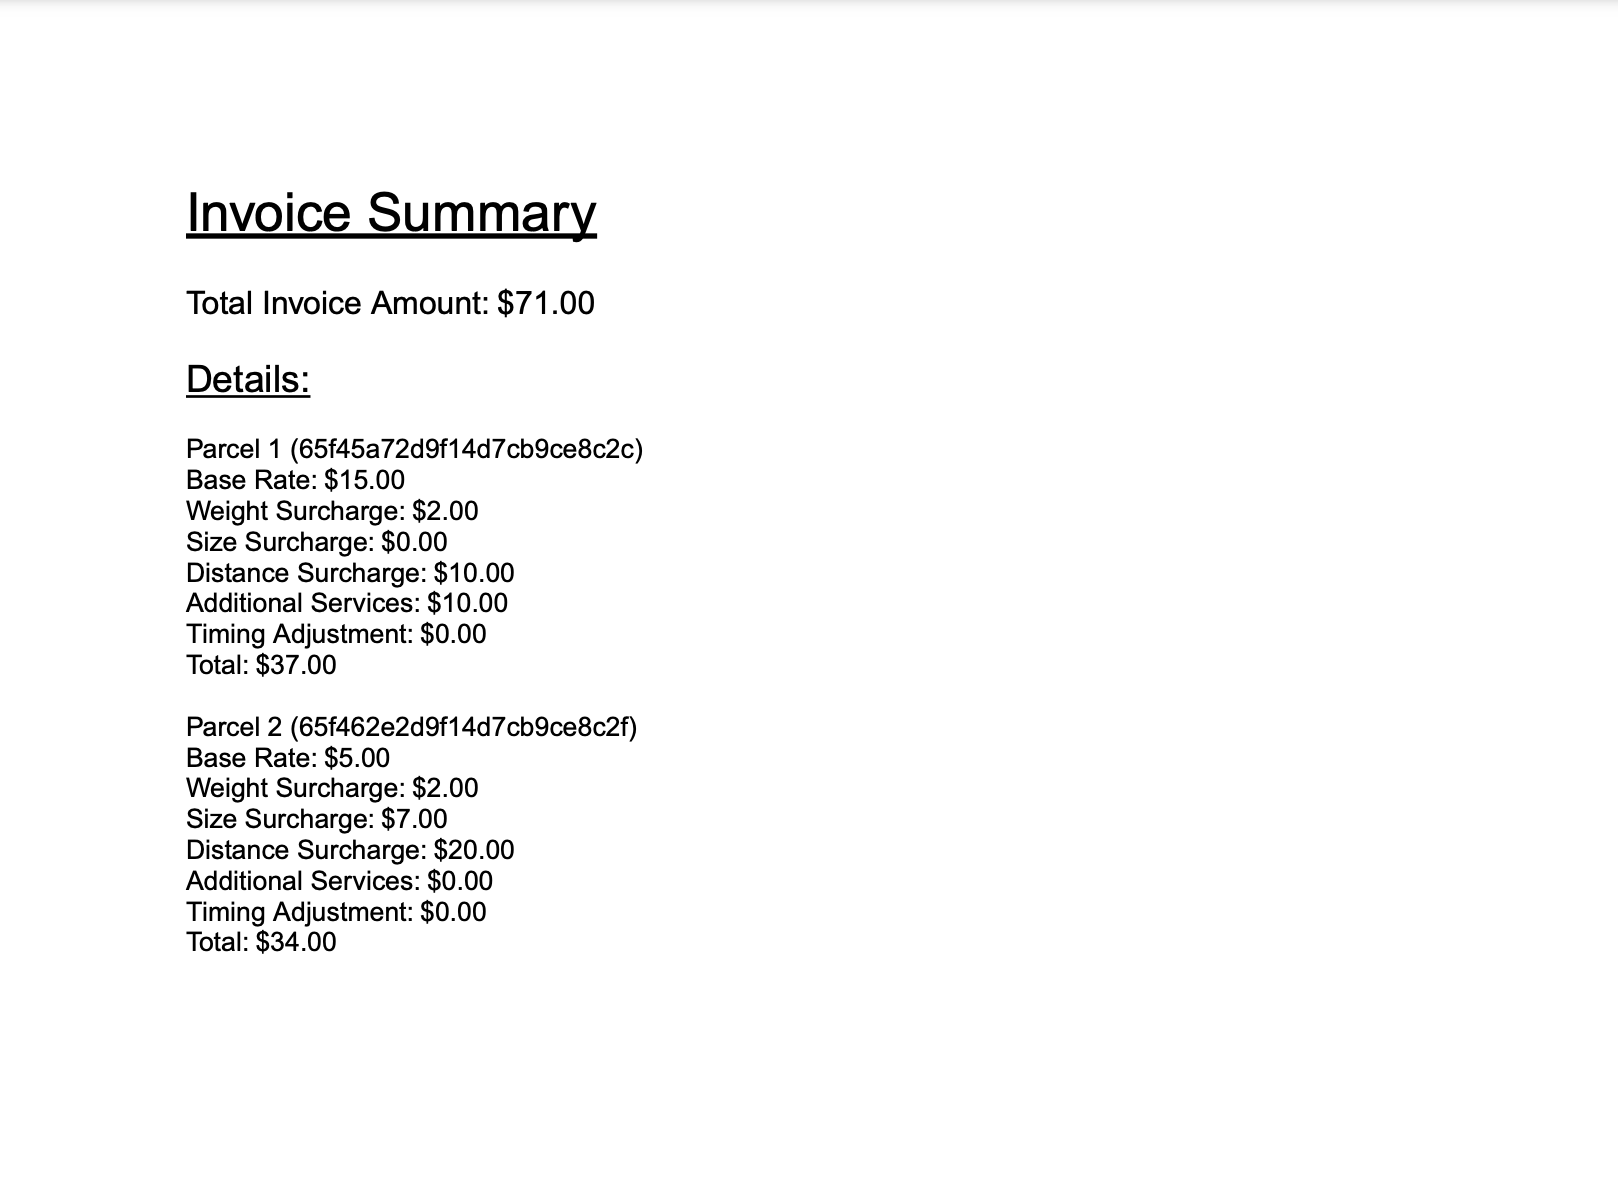 Invoice Summary
Total Invoice Amount: $71.00
Details:
Parcel 1 (65f45a72d9f14d7cb9ce8c2c)
Base Rate: $15.00
Weight Surcharge: $2.00
Size Surcharge: $0.00
Distance Surcharge: $10.00
Additional Services: $10.00
Timing Adjustment: $0.00
Total: $37.00
Parcel 2 (65f462e2d9f14d7cb9ce8c2f)
Base Rate: $5.00
Weight Surcharge: $2.00
Size Surcharge: $7.00
Distance Surcharge: $20.00
Additional Services: $0.00
Timing Adjustment: $0.00
Total: $34.00